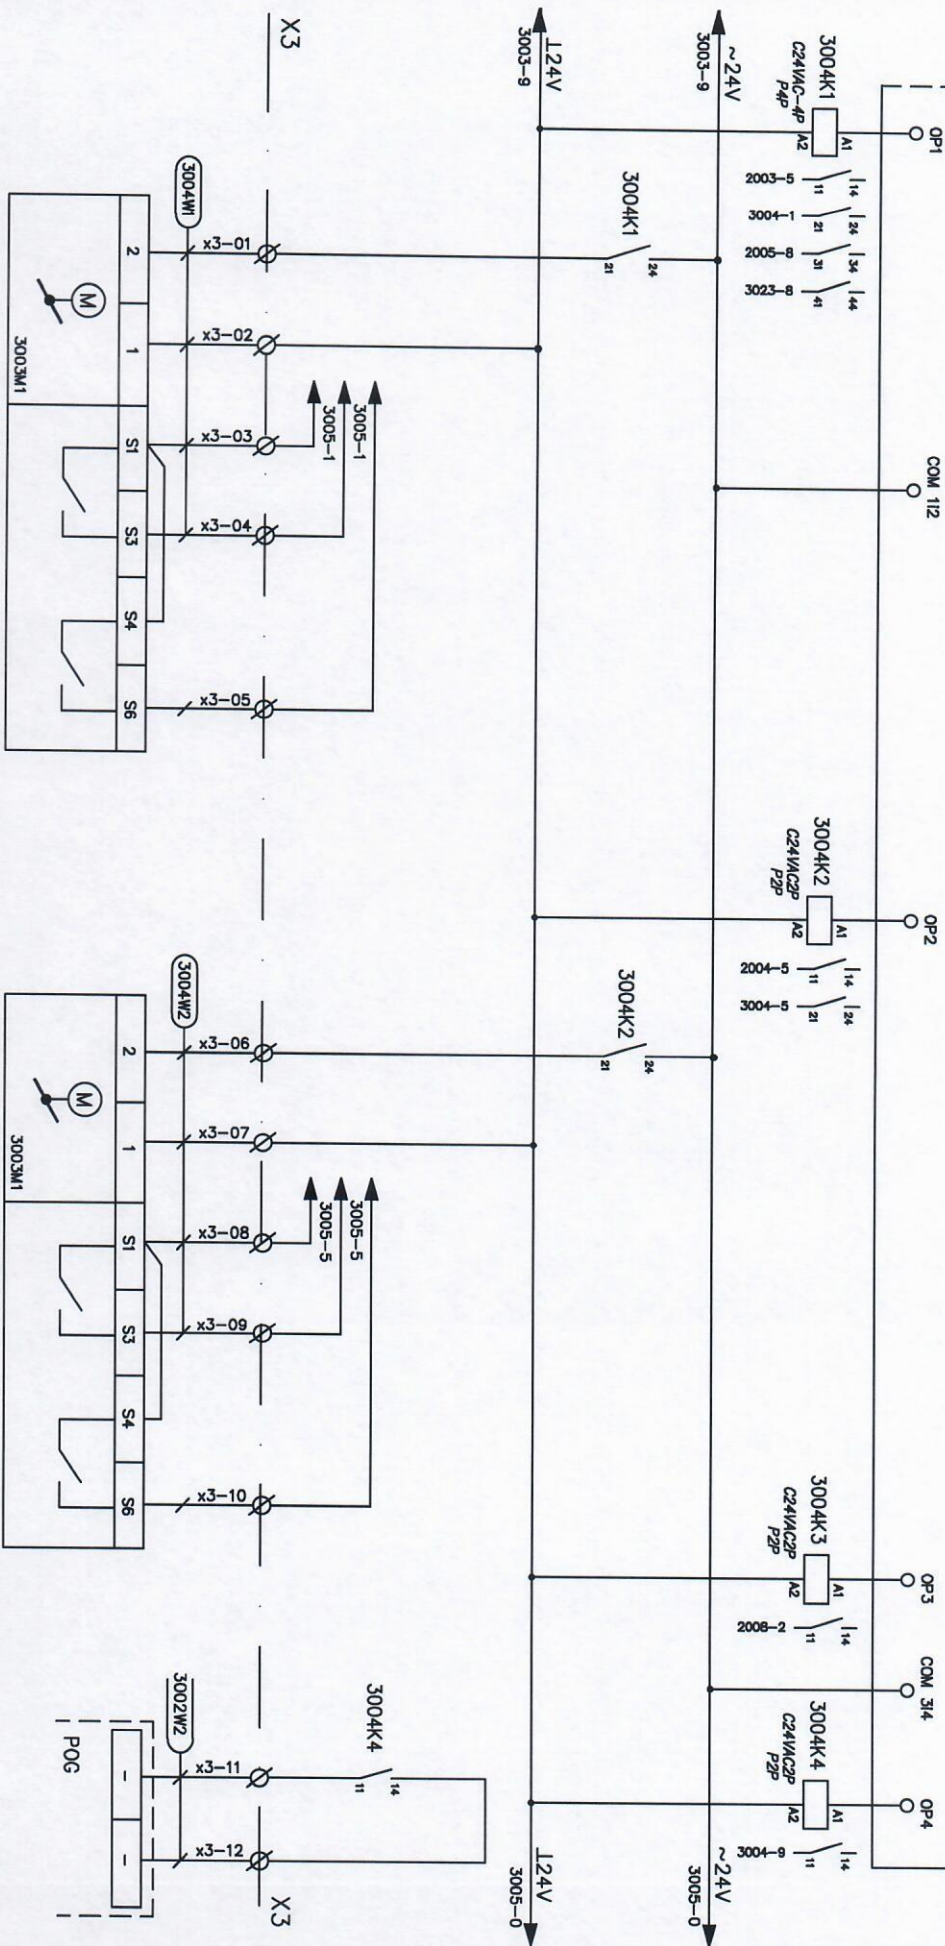 OP1
COM 1I2
OP2
OP3
COM 3I4
OP4
3004K1
C24VAC-4P
P4P
A1
A2
2003-5 11 14
3004-1 21 24
2005-8 31 34
3023-8 41 44
3004K2
C24VAC2P
P2P
A1
A2
2004-5 11 14
3004-5 21 24
3004K3
C24VAC2P
P2P
A1
A2
2008-2 11 14
3004K4
C24VAC2P
P2P
A1
A2
3004-9 11 14
~24V
3003-9
~24V
3005-0
⊥24V
3003-9
⊥24V
3005-0
3004K1
21 24
3004K2
21 24
3004K4
11 14
3005-1
3005-1
3005-5
3005-5
X3
X3
x3-01
x3-02
x3-03
x3-04
x3-05
x3-06
x3-07
x3-08
x3-09
x3-10
x3-11
x3-12
3004W1
3004W2
3002W2
2 1 S1 S3 S4 S6
M
3003M1
2 1 S1 S3 S4 S6
M
3003M1
POG